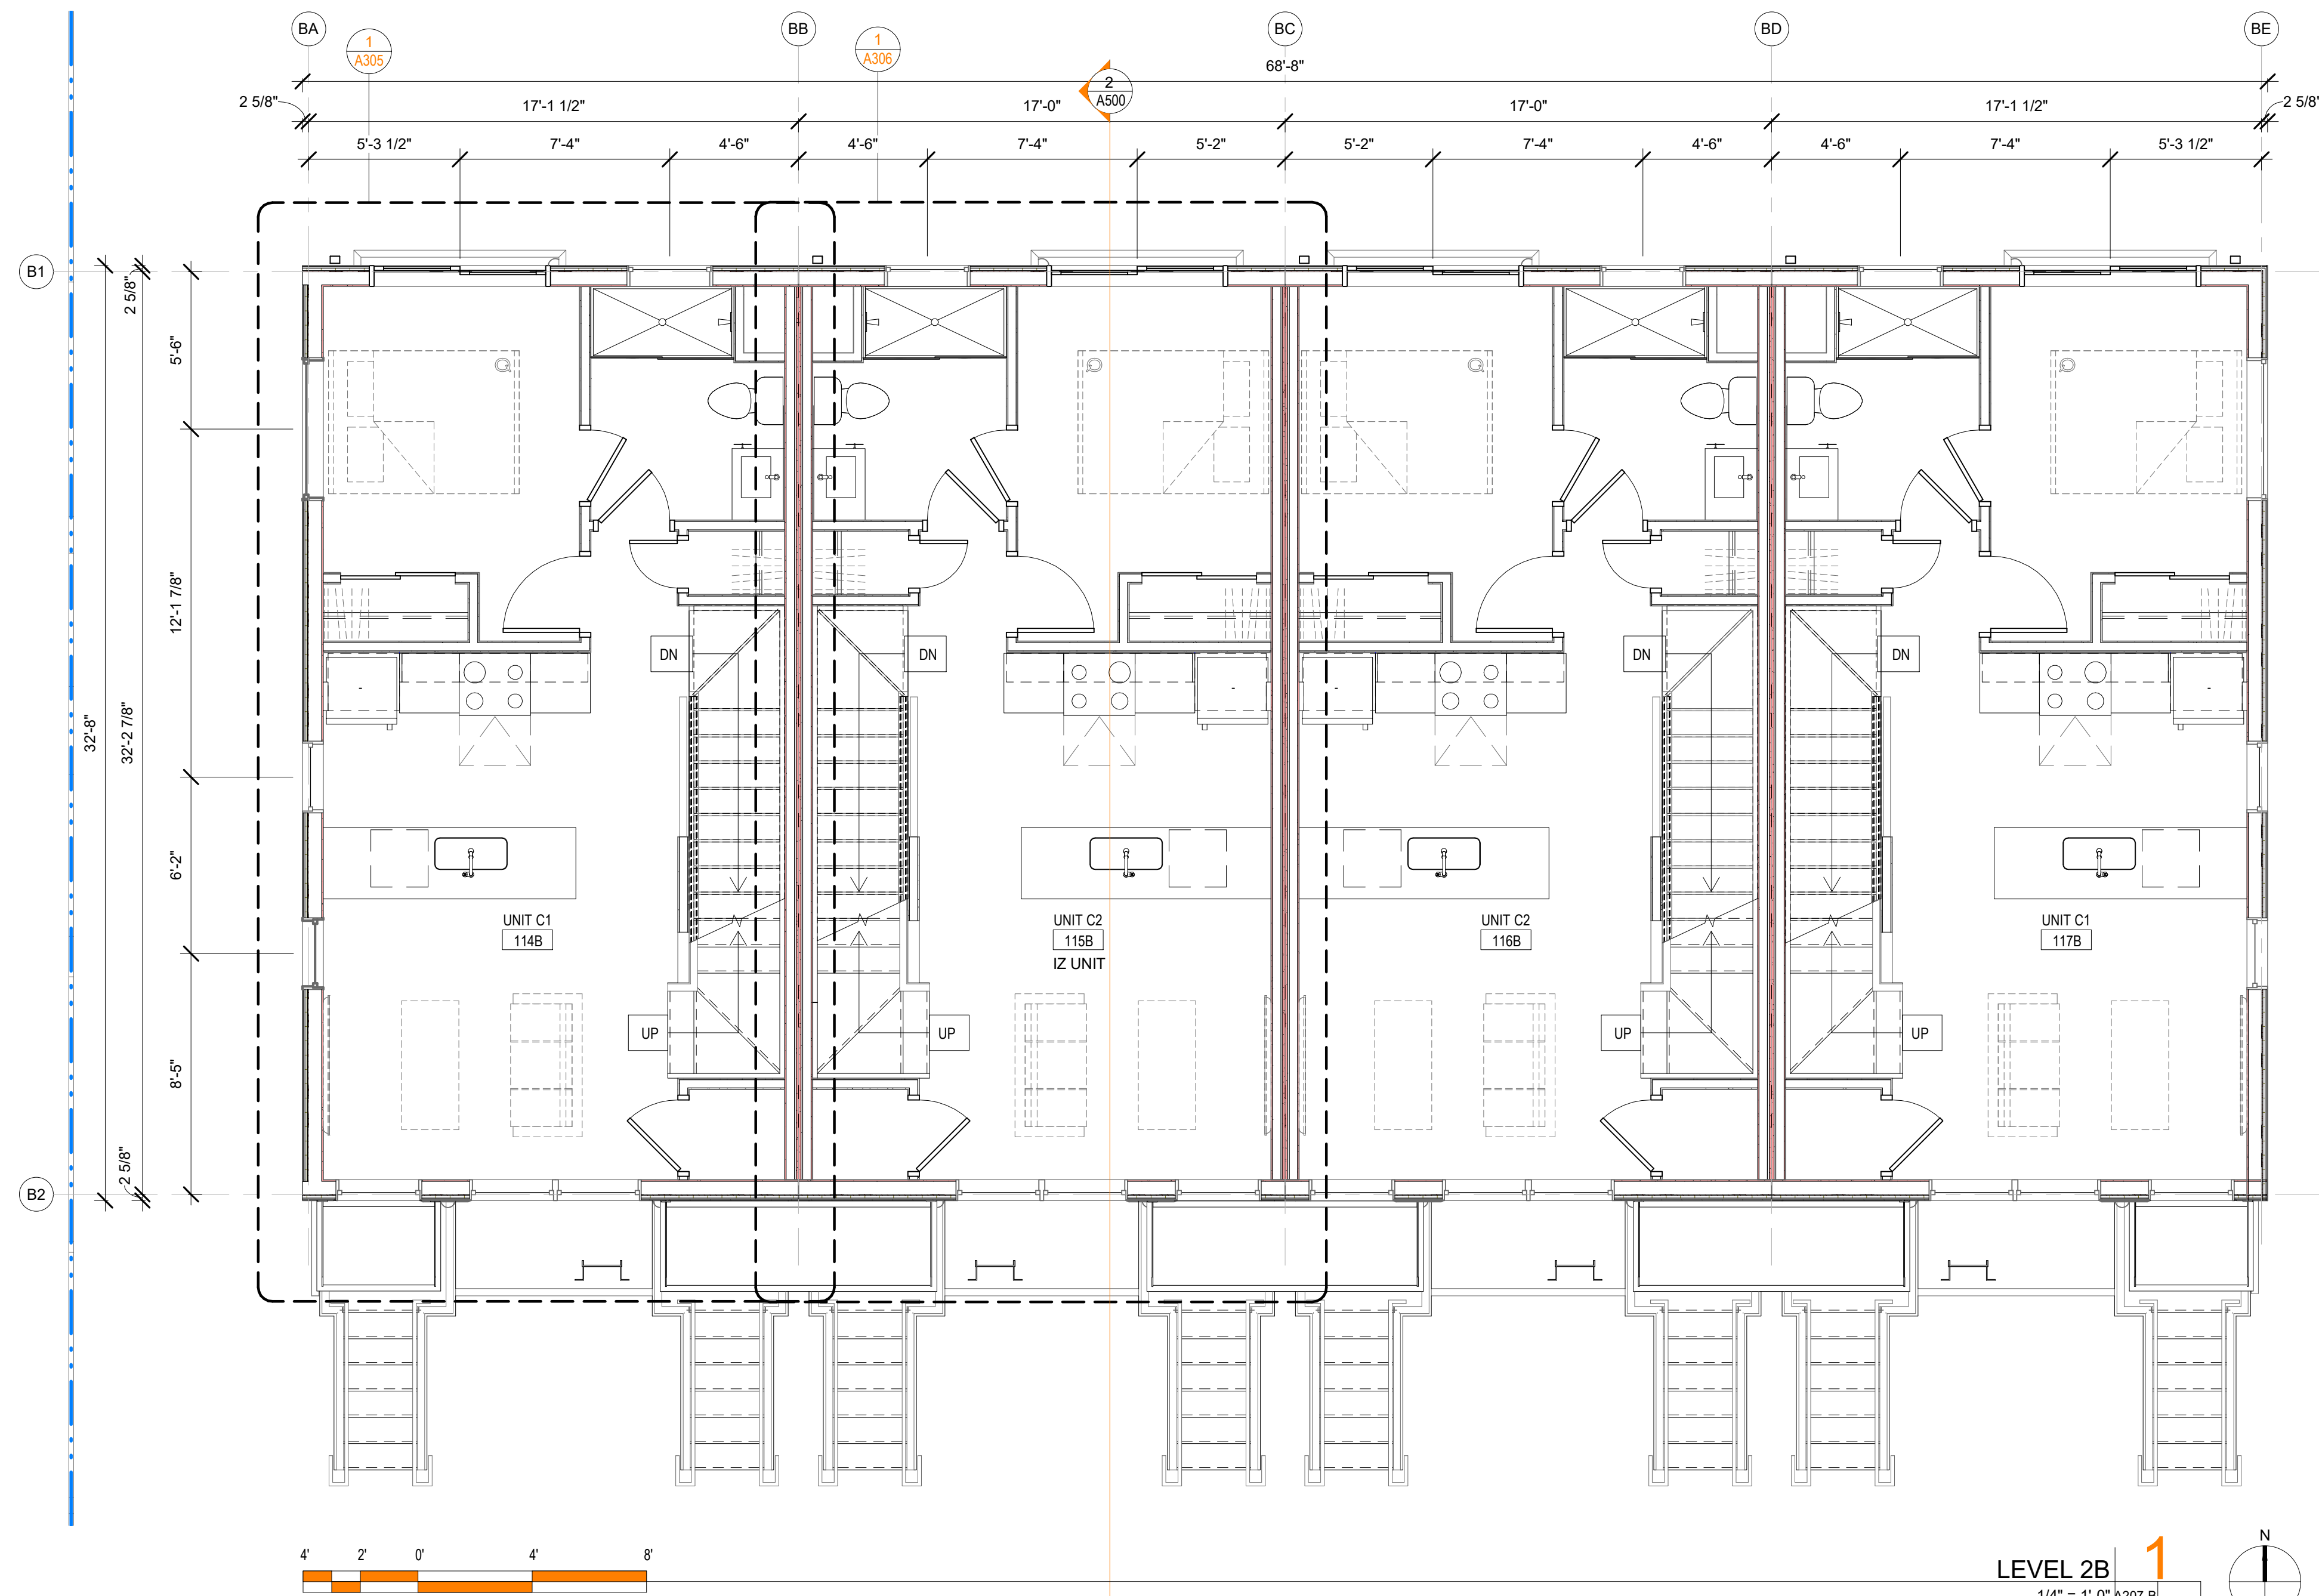 BA
BB
BC
BD
BE
1
A305
1
A306
2
A500
68'-8"
2 5/8"
17'-1 1/2"
17'-0"
17'-0"
17'-1 1/2"
2 5/8"
5'-3 1/2"
7'-4"
4'-6"
4'-6"
7'-4"
5'-2"
5'-2"
7'-4"
4'-6"
4'-6"
7'-4"
5'-3 1/2"
B1
2 5/8"
5'-6"
12'-1 7/8"
32'-8"
32'-2 7/8"
6'-2"
8'-5"
2 5/8"
B2
DN
DN
DN
DN
UNIT C1
114B
UNIT C2
115B
IZ UNIT
UNIT C2
116B
UNIT C1
117B
UP
UP
UP
UP
4'
2'
0'
4'
8'
LEVEL 2B
1
1/4" = 1'-0"
A207.B
N